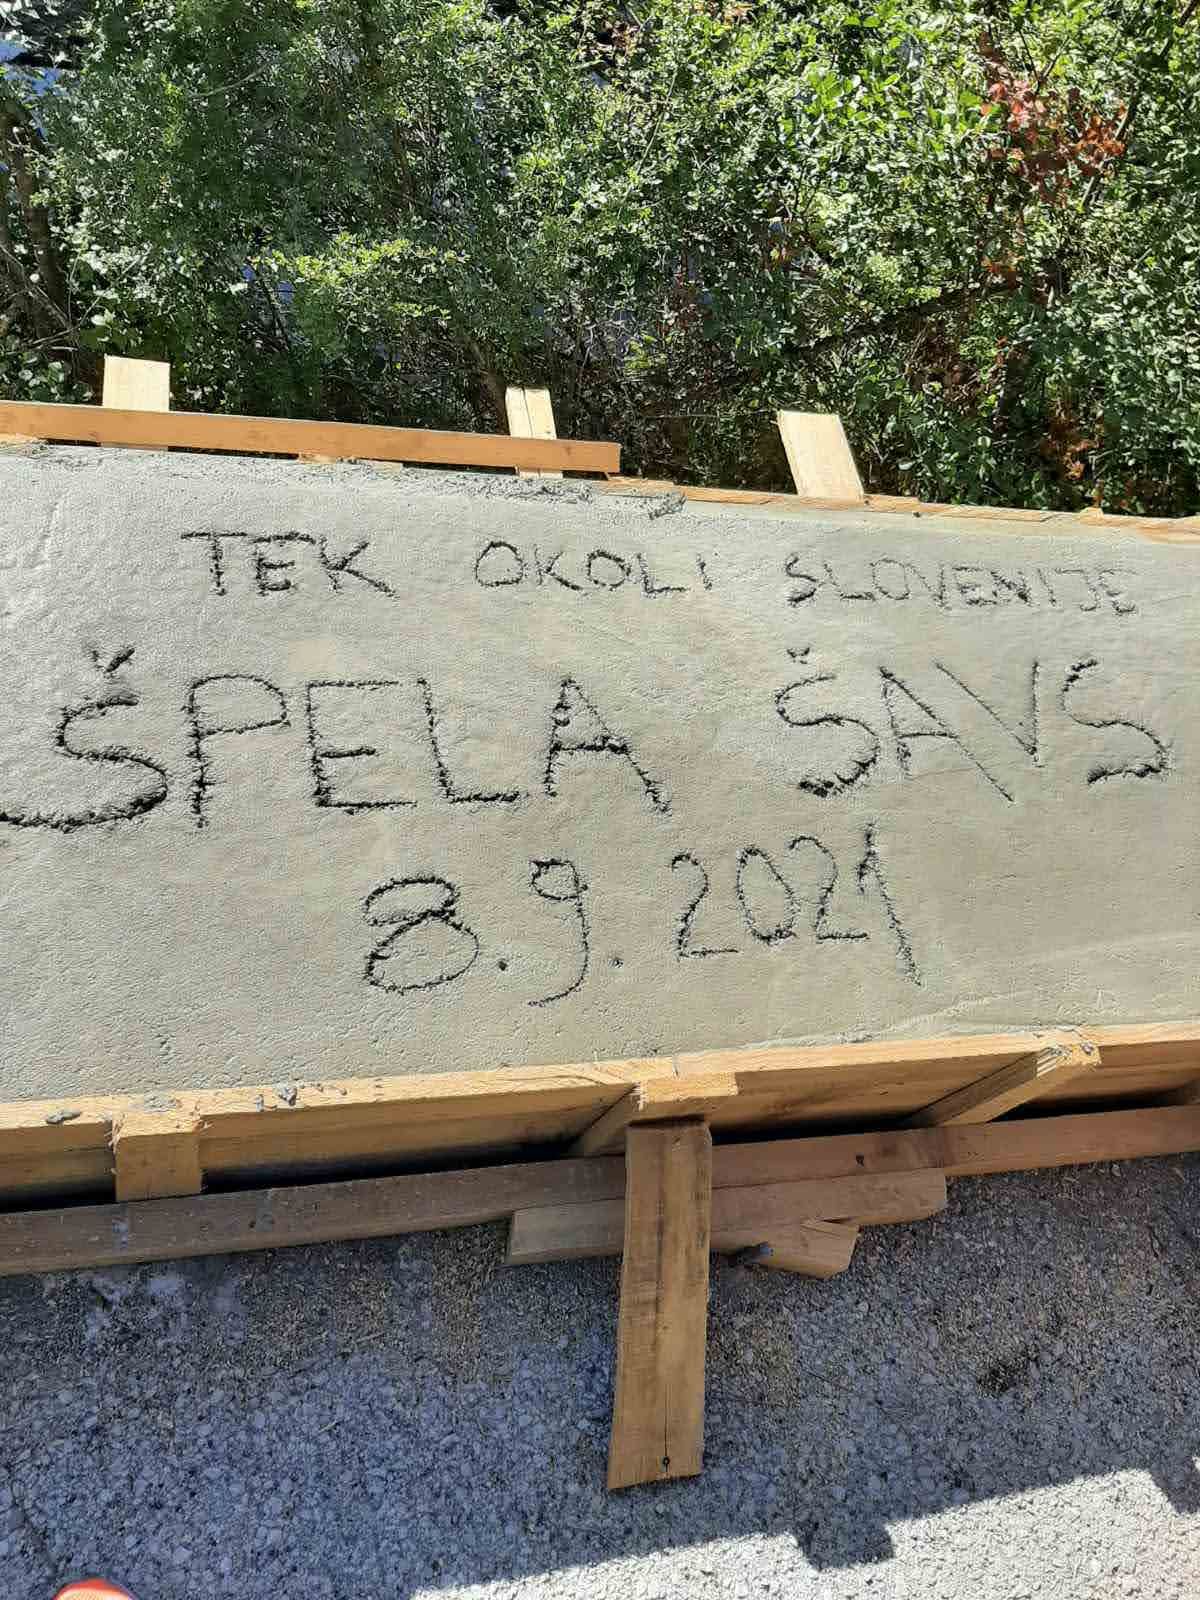 TEK OKOLI SLOVENIJE
ŠPELA ŠAVS
8.9.2021